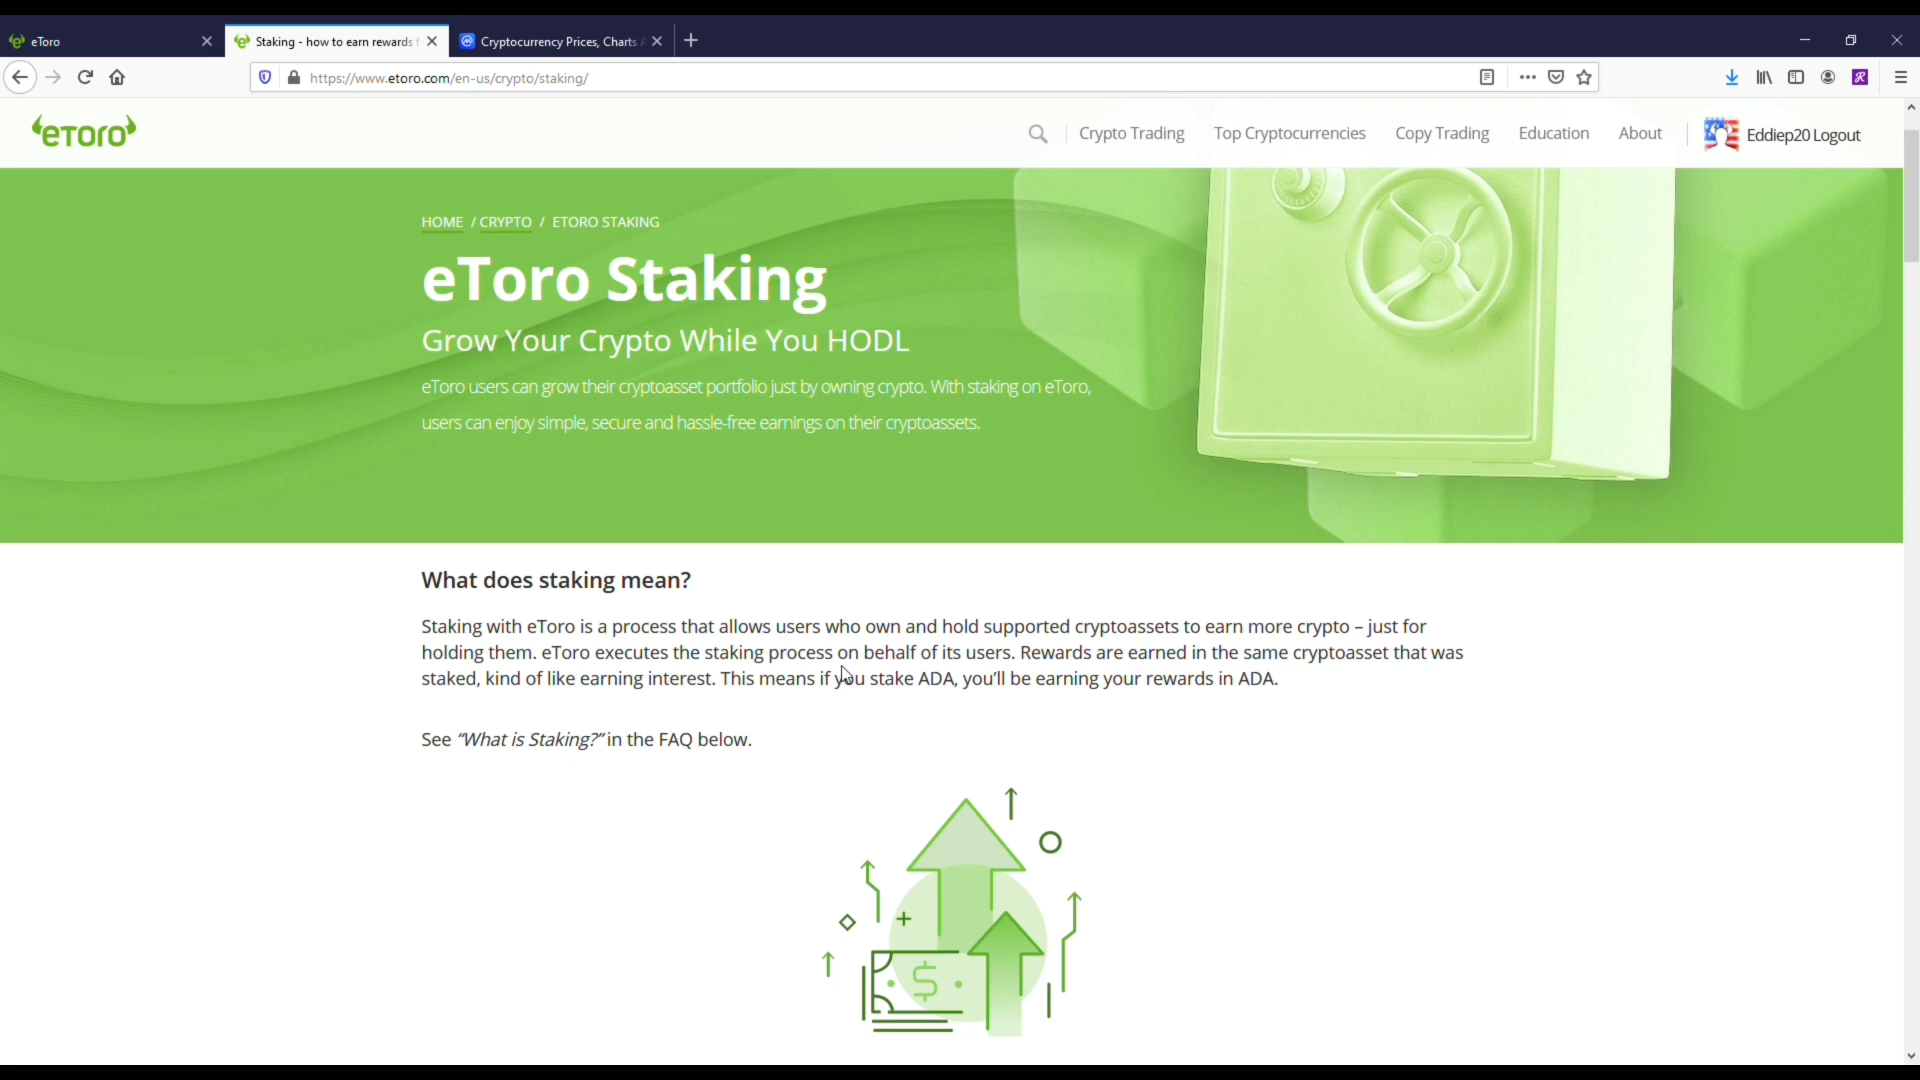 eToro
Staking - how to earn rewards
Cryptocurrency Prices, Charts
https://www.etoro.com/en-us/crypto/staking/
eToro
Crypto Trading
Top Cryptocurrencies
Copy Trading
Education
About
Eddiep20 Logout
HOME / CRYPTO / ETORO STAKING
eToro Staking
Grow Your Crypto While You HODL
eToro users can grow their cryptoasset portfolio just by owning crypto. With staking on eToro,
users can enjoy simple, secure and hassle-free earnings on their cryptoassets.
What does staking mean?
Staking with eToro is a process that allows users who own and hold supported cryptoassets to earn more crypto – just for
holding them. eToro executes the staking process on behalf of its users. Rewards are earned in the same cryptoasset that was
staked, kind of like earning interest. This means if you stake ADA, you'll be earning your rewards in ADA.
See “What is Staking?” in the FAQ below.
$